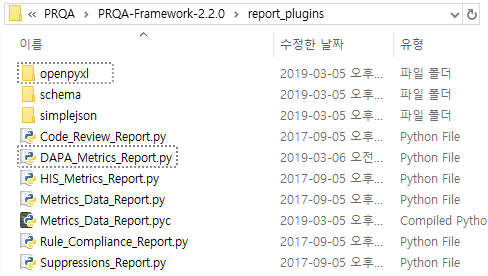 PRQA > PRQA-Framework-2.2.0 > report_plugins
이름 수정한 날짜 유형
openpyxl 2019-03-05 오후... 파일 폴더
schema 2019-03-05 오후... 파일 폴더
simplejson 2019-03-05 오후... 파일 폴더
Code_Review_Report.py 2017-09-05 오후... Python File
DAPA_Metrics_Report.py 2019-03-06 오전... Python File
HIS_Metrics_Report.py 2017-09-05 오후... Python File
Metrics_Data_Report.py 2017-09-05 오후... Python File
Metrics_Data_Report.pyc 2019-03-05 오후... Compiled Pytho
Rule_Compliance_Report.py 2017-09-05 오후... Python File
Suppressions_Report.py 2017-09-05 오후... Python File